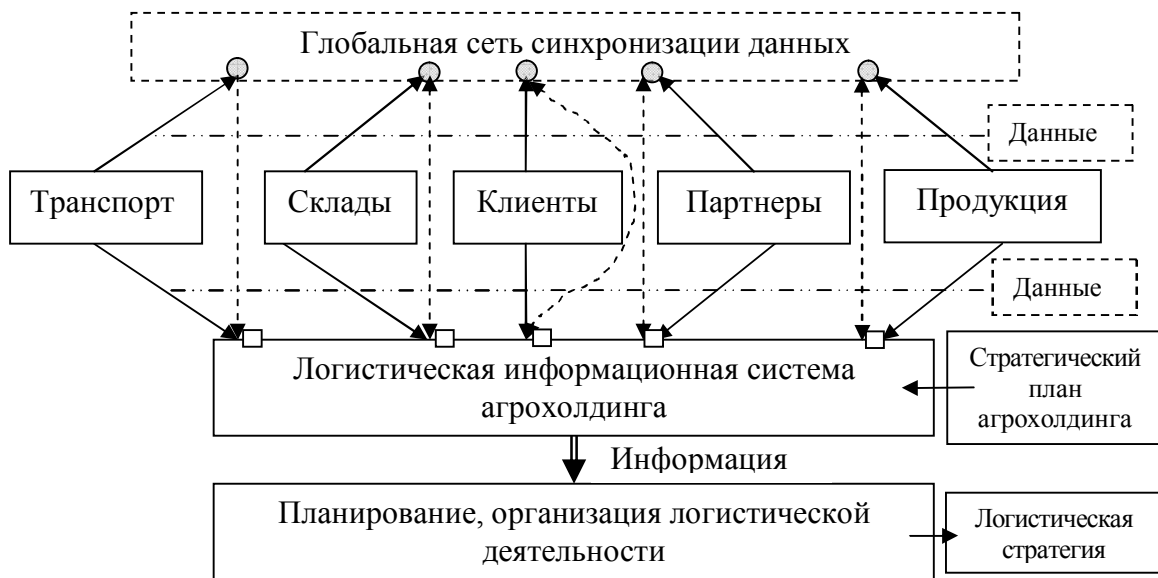 Глобальная сеть синхронизации данных
Данные
Транспорт
Склады
Клиенты
Партнеры
Продукция
Данные
Логистическая информационная система
агрохолдинга
Стратегический
план
агрохолдинга
Информация
Планирование, организация логистической
деятельности
Логистическая
стратегия